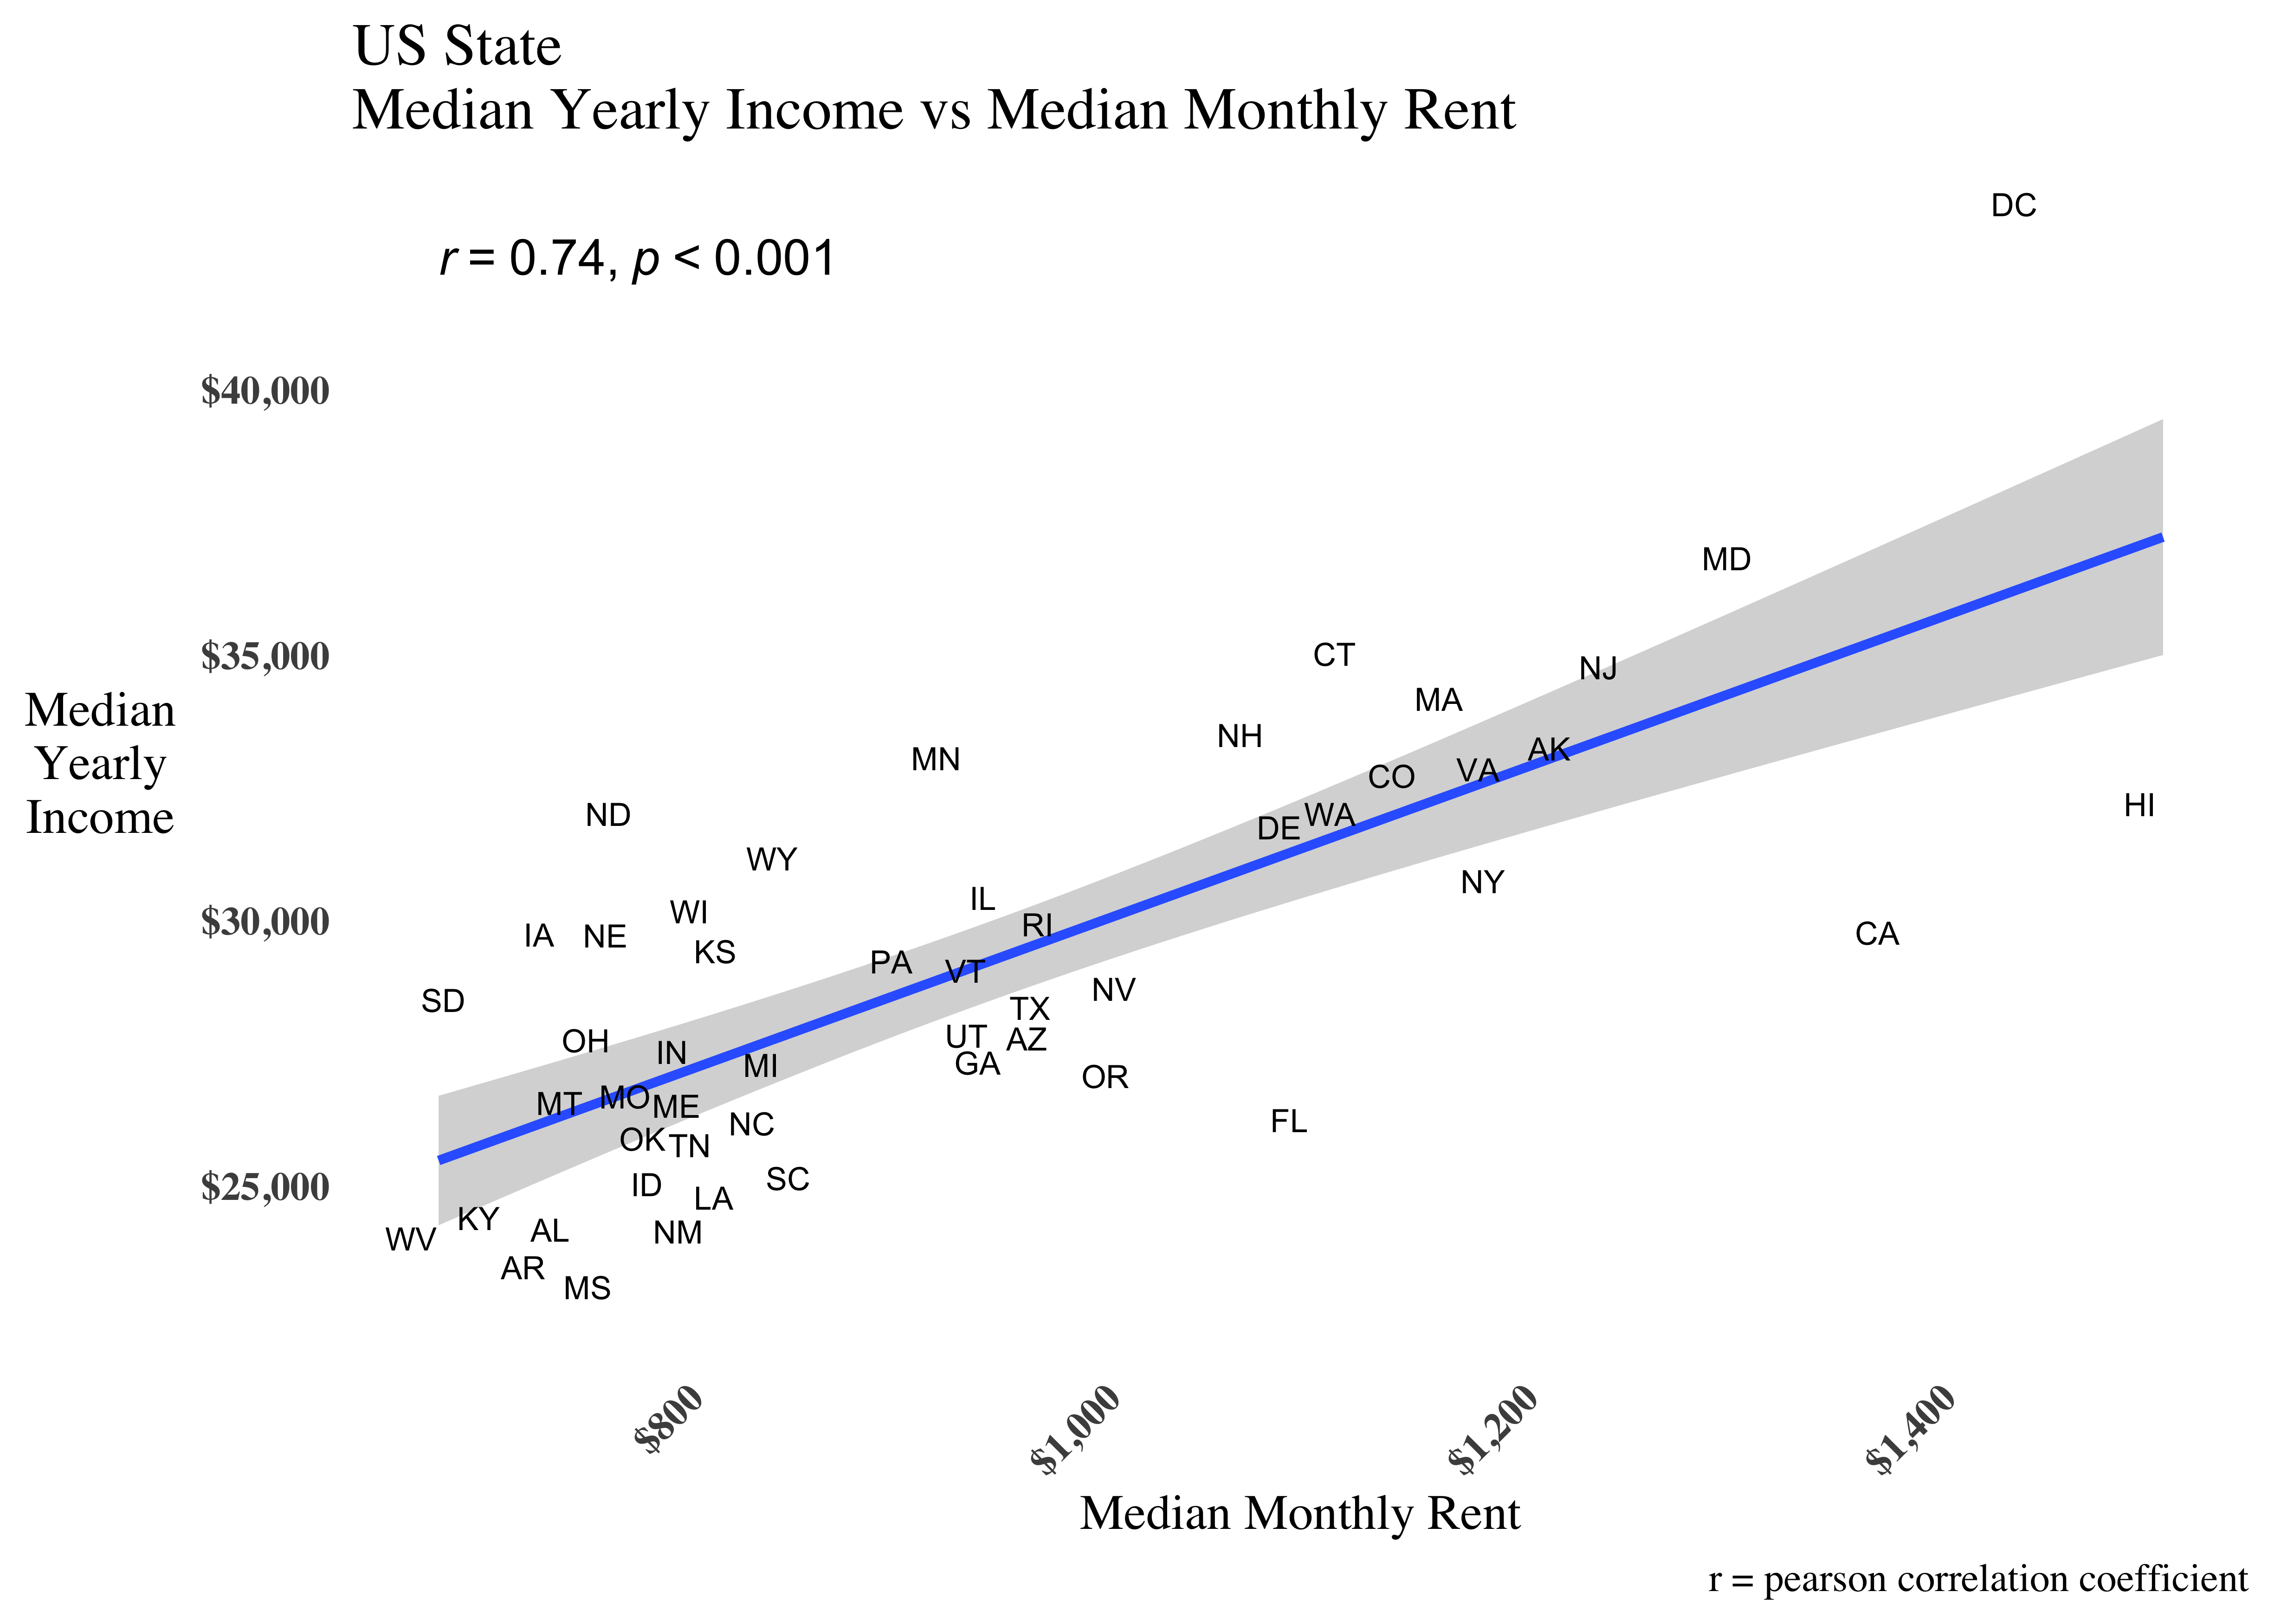 US State
Median Yearly Income vs Median Monthly Rent
DC
r = 0.74, p < 0.001
$40,000
MD
$35,000
CT
NJ
MA
Median
Yearly
Income
NH
AK
MN
VA
CO
HI
ND
WA
DE
WY
NY
IL
WI
$30,000
RI
CA
IA
NE
KS
PA
VT
NV
SD
TX
UT
AZ
OH
IN
GA
MI
OR
MO
MT
ME
FL
NC
OK
TN
SC
ID
$25,000
LA
KY
AL
NM
WV
AR
MS
$800
$1,000
$1,200
$1,400
Median Monthly Rent
r = pearson correlation coefficient